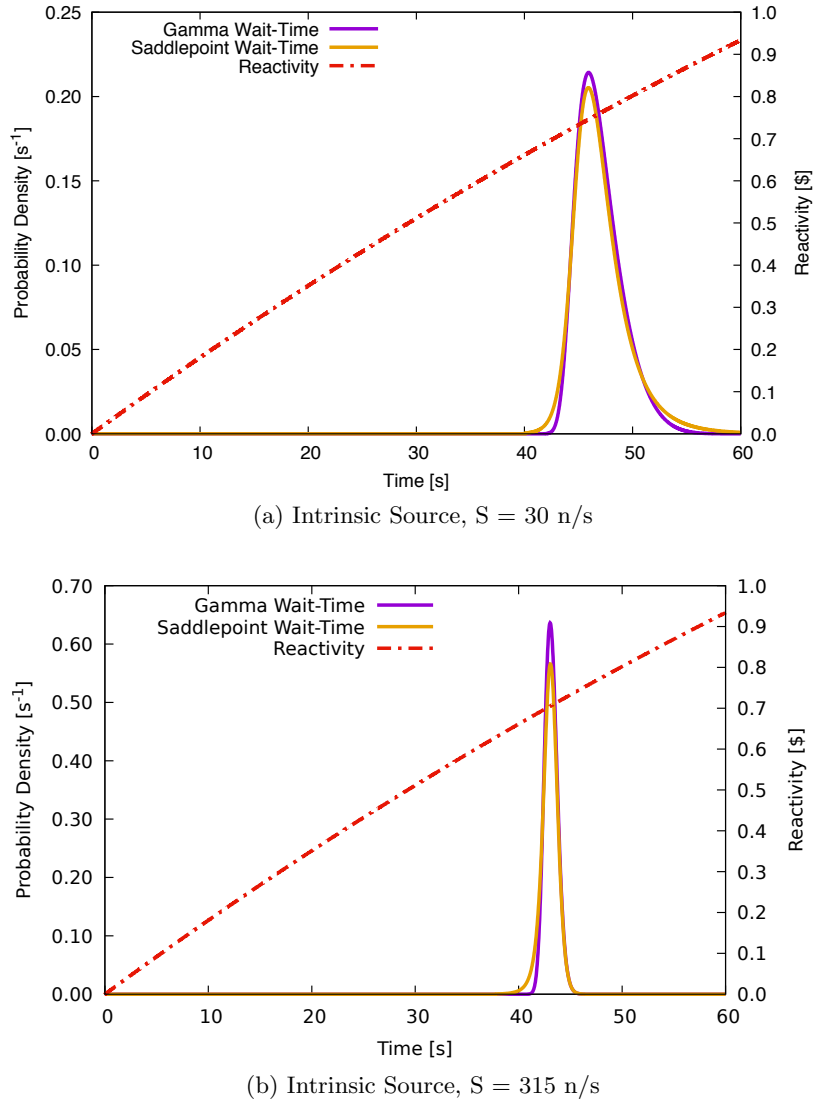 Gamma Wait-Time
Saddlepoint Wait-Time
Reactivity
0.25
0.20
0.15
0.10
0.05
0.00
Probability Density [s⁻¹]
1.0
0.9
0.8
0.7
0.6
0.5
0.4
0.3
0.2
0.1
0.0
Reactivity [$]
0 10 20 30 40 50 60
Time [s]
(a) Intrinsic Source, S = 30 n/s
Gamma Wait-Time
Saddlepoint Wait-Time
Reactivity
0.70
0.60
0.50
0.40
0.30
0.20
0.10
0.00
Probability Density [s⁻¹]
1.0
0.9
0.8
0.7
0.6
0.5
0.4
0.3
0.2
0.1
0.0
Reactivity [$]
0 10 20 30 40 50 60
Time [s]
(b) Intrinsic Source, S = 315 n/s